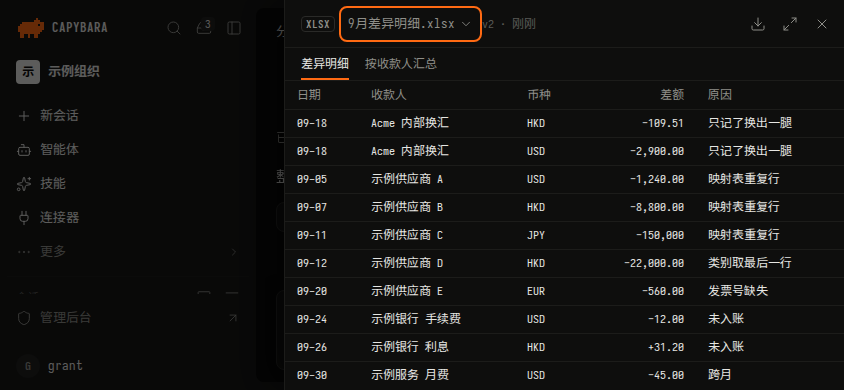 CAPYBARA
3
示 示例组织
新会话
智能体
技能
连接器
更多
管理后台
G grant
XLSX 9月差异明细.xlsx v2 · 刚刚
差异明细 按收款人汇总
日期 收款人 币种 差额 原因
09-18 Acme 内部换汇 HKD -109.51 只记了换出一腿
09-18 Acme 内部换汇 USD -2,900.00 只记了换出一腿
09-05 示例供应商 A USD -1,240.00 映射表重复行
09-07 示例供应商 B HKD -8,800.00 映射表重复行
09-11 示例供应商 C JPY -150,000 映射表重复行
09-12 示例供应商 D HKD -22,000.00 类别取最后一行
09-20 示例供应商 E EUR -560.00 发票号缺失
09-24 示例银行 手续费 USD -12.00 未入账
09-26 示例银行 利息 HKD +31.20 未入账
09-30 示例服务 月费 USD -45.00 跨月